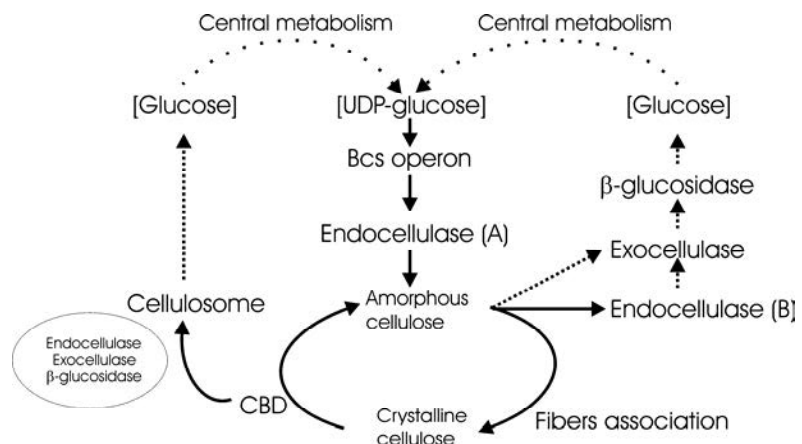 Central metabolism
Central metabolism
[Glucose]
[UDP-glucose]
[Glucose]
Bcs operon
β-glucosidase
Endocellulase (A)
Exocellulase
Cellulosome
Amorphous
cellulose
Endocellulase (B)
Endocellulase
Exocellulase
β-glucosidase
CBD
Crystalline
cellulose
Fibers association